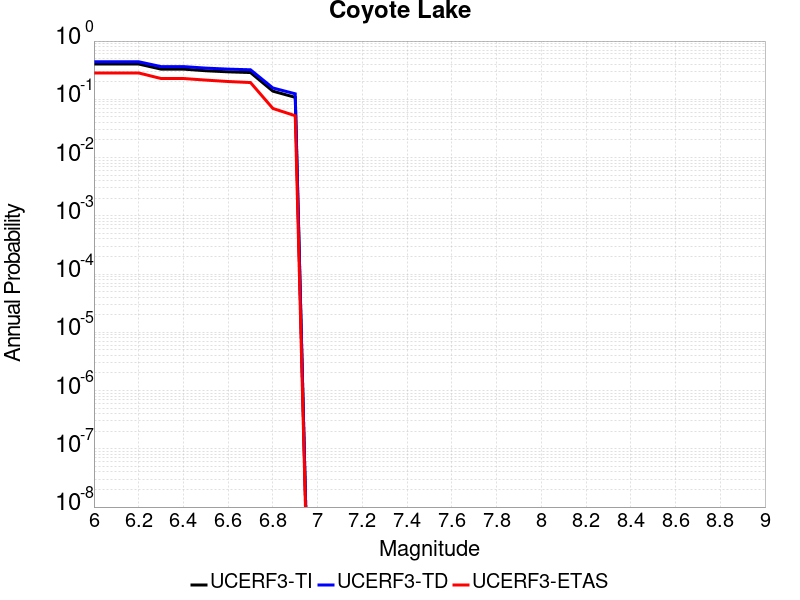 Coyote Lake
10^0
10^-1
10^-2
10^-3
10^-4
10^-5
10^-6
10^-7
10^-8
Annual Probability
6 6.2 6.4 6.6 6.8 7 7.2 7.4 7.6 7.8 8 8.2 8.4 8.6 8.8 9
Magnitude
UCERF3-TI UCERF3-TD UCERF3-ETAS